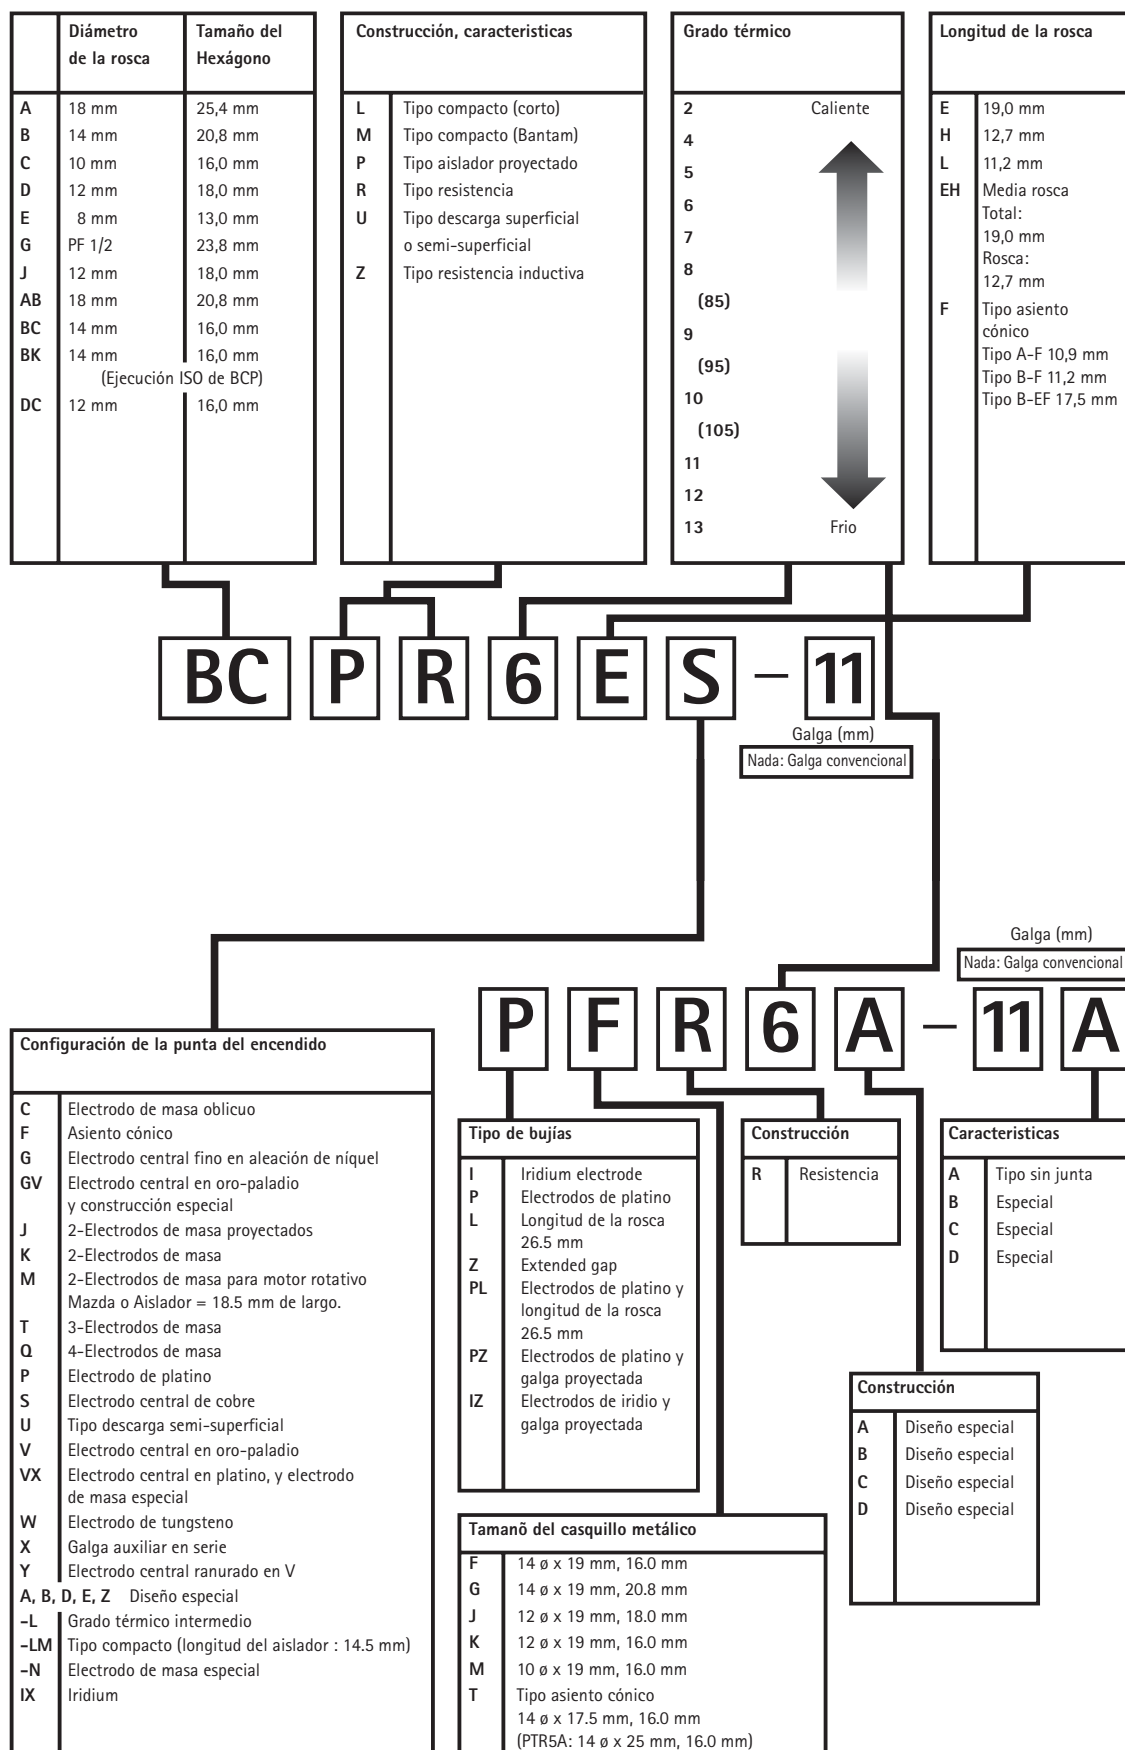 Diámetro de la rosca
Tamaño del Hexágono
A 18 mm 25,4 mm
B 14 mm 20,8 mm
C 10 mm 16,0 mm
D 12 mm 18,0 mm
E 8 mm 13,0 mm
G PF 1/2 23,8 mm
J 12 mm 18,0 mm
AB 18 mm 20,8 mm
BC 14 mm 16,0 mm
BK 14 mm 16,0 mm
(Ejecución ISO de BCP)
DC 12 mm 16,0 mm
Construcción, caracteristicas
L Tipo compacto (corto)
M Tipo compacto (Bantam)
P Tipo aislador proyectado
R Tipo resistencia
U Tipo descarga superficial
o semi-superficial
Z Tipo resistencia inductiva
Grado térmico
2 Caliente
4
5
6
7
8
(85)
9
(95)
10
(105)
11
12
13 Frio
Longitud de la rosca
E 19,0 mm
H 12,7 mm
L 11,2 mm
EH Media rosca
Total:
19,0 mm
Rosca:
12,7 mm
F Tipo asiento
cónico
Tipo A-F 10,9 mm
Tipo B-F 11,2 mm
Tipo B-EF 17,5 mm
BC P R 6 E S – 11
Galga (mm)
Nada: Galga convencional
Galga (mm)
Nada: Galga convencional
P F R 6 A – 11 A
Configuración de la punta del encendido
C Electrodo de masa oblicuo
F Asiento cónico
G Electrodo central fino en aleación de níquel
GV Electrodo central en oro-paladio
y construcción especial
J 2-Electrodos de masa proyectados
K 2-Electrodos de masa
M 2-Electrodos de masa para motor rotativo
Mazda o Aislador = 18.5 mm de largo.
T 3-Electrodos de masa
Q 4-Electrodos de masa
P Electrodo de platino
S Electrodo central de cobre
U Tipo descarga semi-superficial
V Electrodo central en oro-paladio
VX Electrodo central en platino, y electrodo
de masa especial
W Electrodo de tungsteno
X Galga auxiliar en serie
Y Electrodo central ranurado en V
A, B, D, E, Z Diseño especial
-L Grado térmico intermedio
-LM Tipo compacto (longitud del aislador : 14.5 mm)
-N Electrodo de masa especial
IX Iridium
Tipo de bujías
I Iridium electrode
P Electrodos de platino
L Longitud de la rosca
26.5 mm
Z Extended gap
PL Electrodos de platino y
longitud de la rosca
26.5 mm
PZ Electrodos de platino y
galga proyectada
IZ Electrodos de iridio y
galga proyectada
Construcción
R Resistencia
Caracteristicas
A Tipo sin junta
B Especial
C Especial
D Especial
Construcción
A Diseño especial
B Diseño especial
C Diseño especial
D Diseño especial
Tamanõ del casquillo metálico
F 14 ø x 19 mm, 16.0 mm
G 14 ø x 19 mm, 20.8 mm
J 12 ø x 19 mm, 18.0 mm
K 12 ø x 19 mm, 16.0 mm
M 10 ø x 19 mm, 16.0 mm
T Tipo asiento cónico
14 ø x 17.5 mm, 16.0 mm
(PTR5A: 14 ø x 25 mm, 16.0 mm)